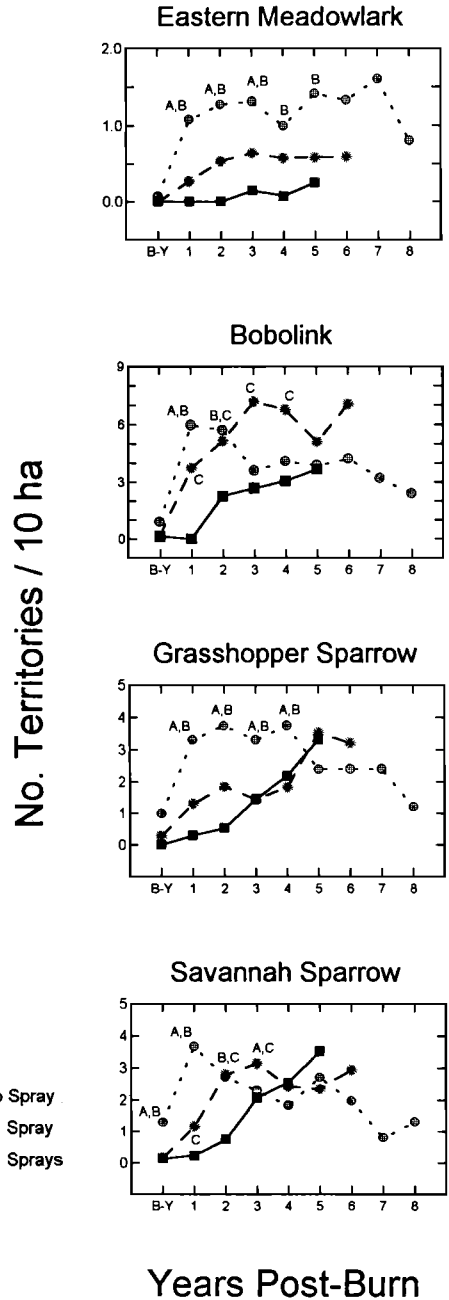 Eastern Meadowlark
2.0
1.0
0.0
A,B
A,B
A,B
B
B
B-Y 1 2 3 4 5 6 7 8
Bobolink
9
6
3
0
A,B
B,C
C
C
C
B-Y 1 2 3 4 5 6 7 8
Grasshopper Sparrow
5
4
3
2
1
0
A,B
A,B
A,B
A,B
B-Y 1 2 3 4 5 6 7 8
Savannah Sparrow
5
4
3
2
1
0
A,B
A,B
B,C
A,C
C
B-Y 1 2 3 4 5 6 7 8
No. Territories / 10 ha
Spray
Spray
Sprays
Years Post-Burn